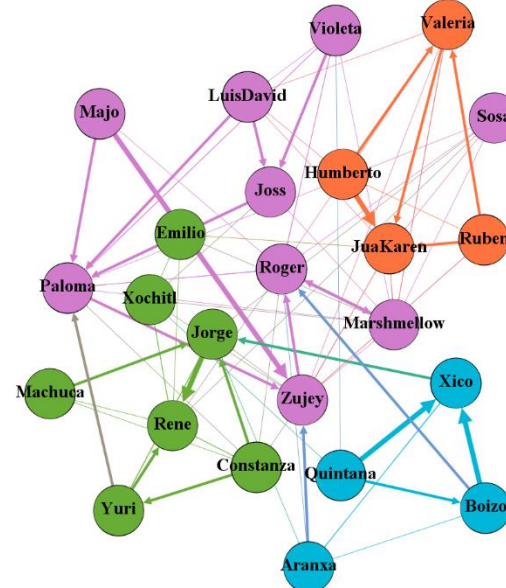 Violeta
Valeria
LuisDavid
Majo
Sosa
Humberto
Joss
Emilio
JuaKaren
Ruben
Roger
Paloma
Xochitl
Marshmellow
Jorge
Xico
Machuca
Zujey
Rene
Constanza
Quintana
Yuri
Boizo
Aranxa